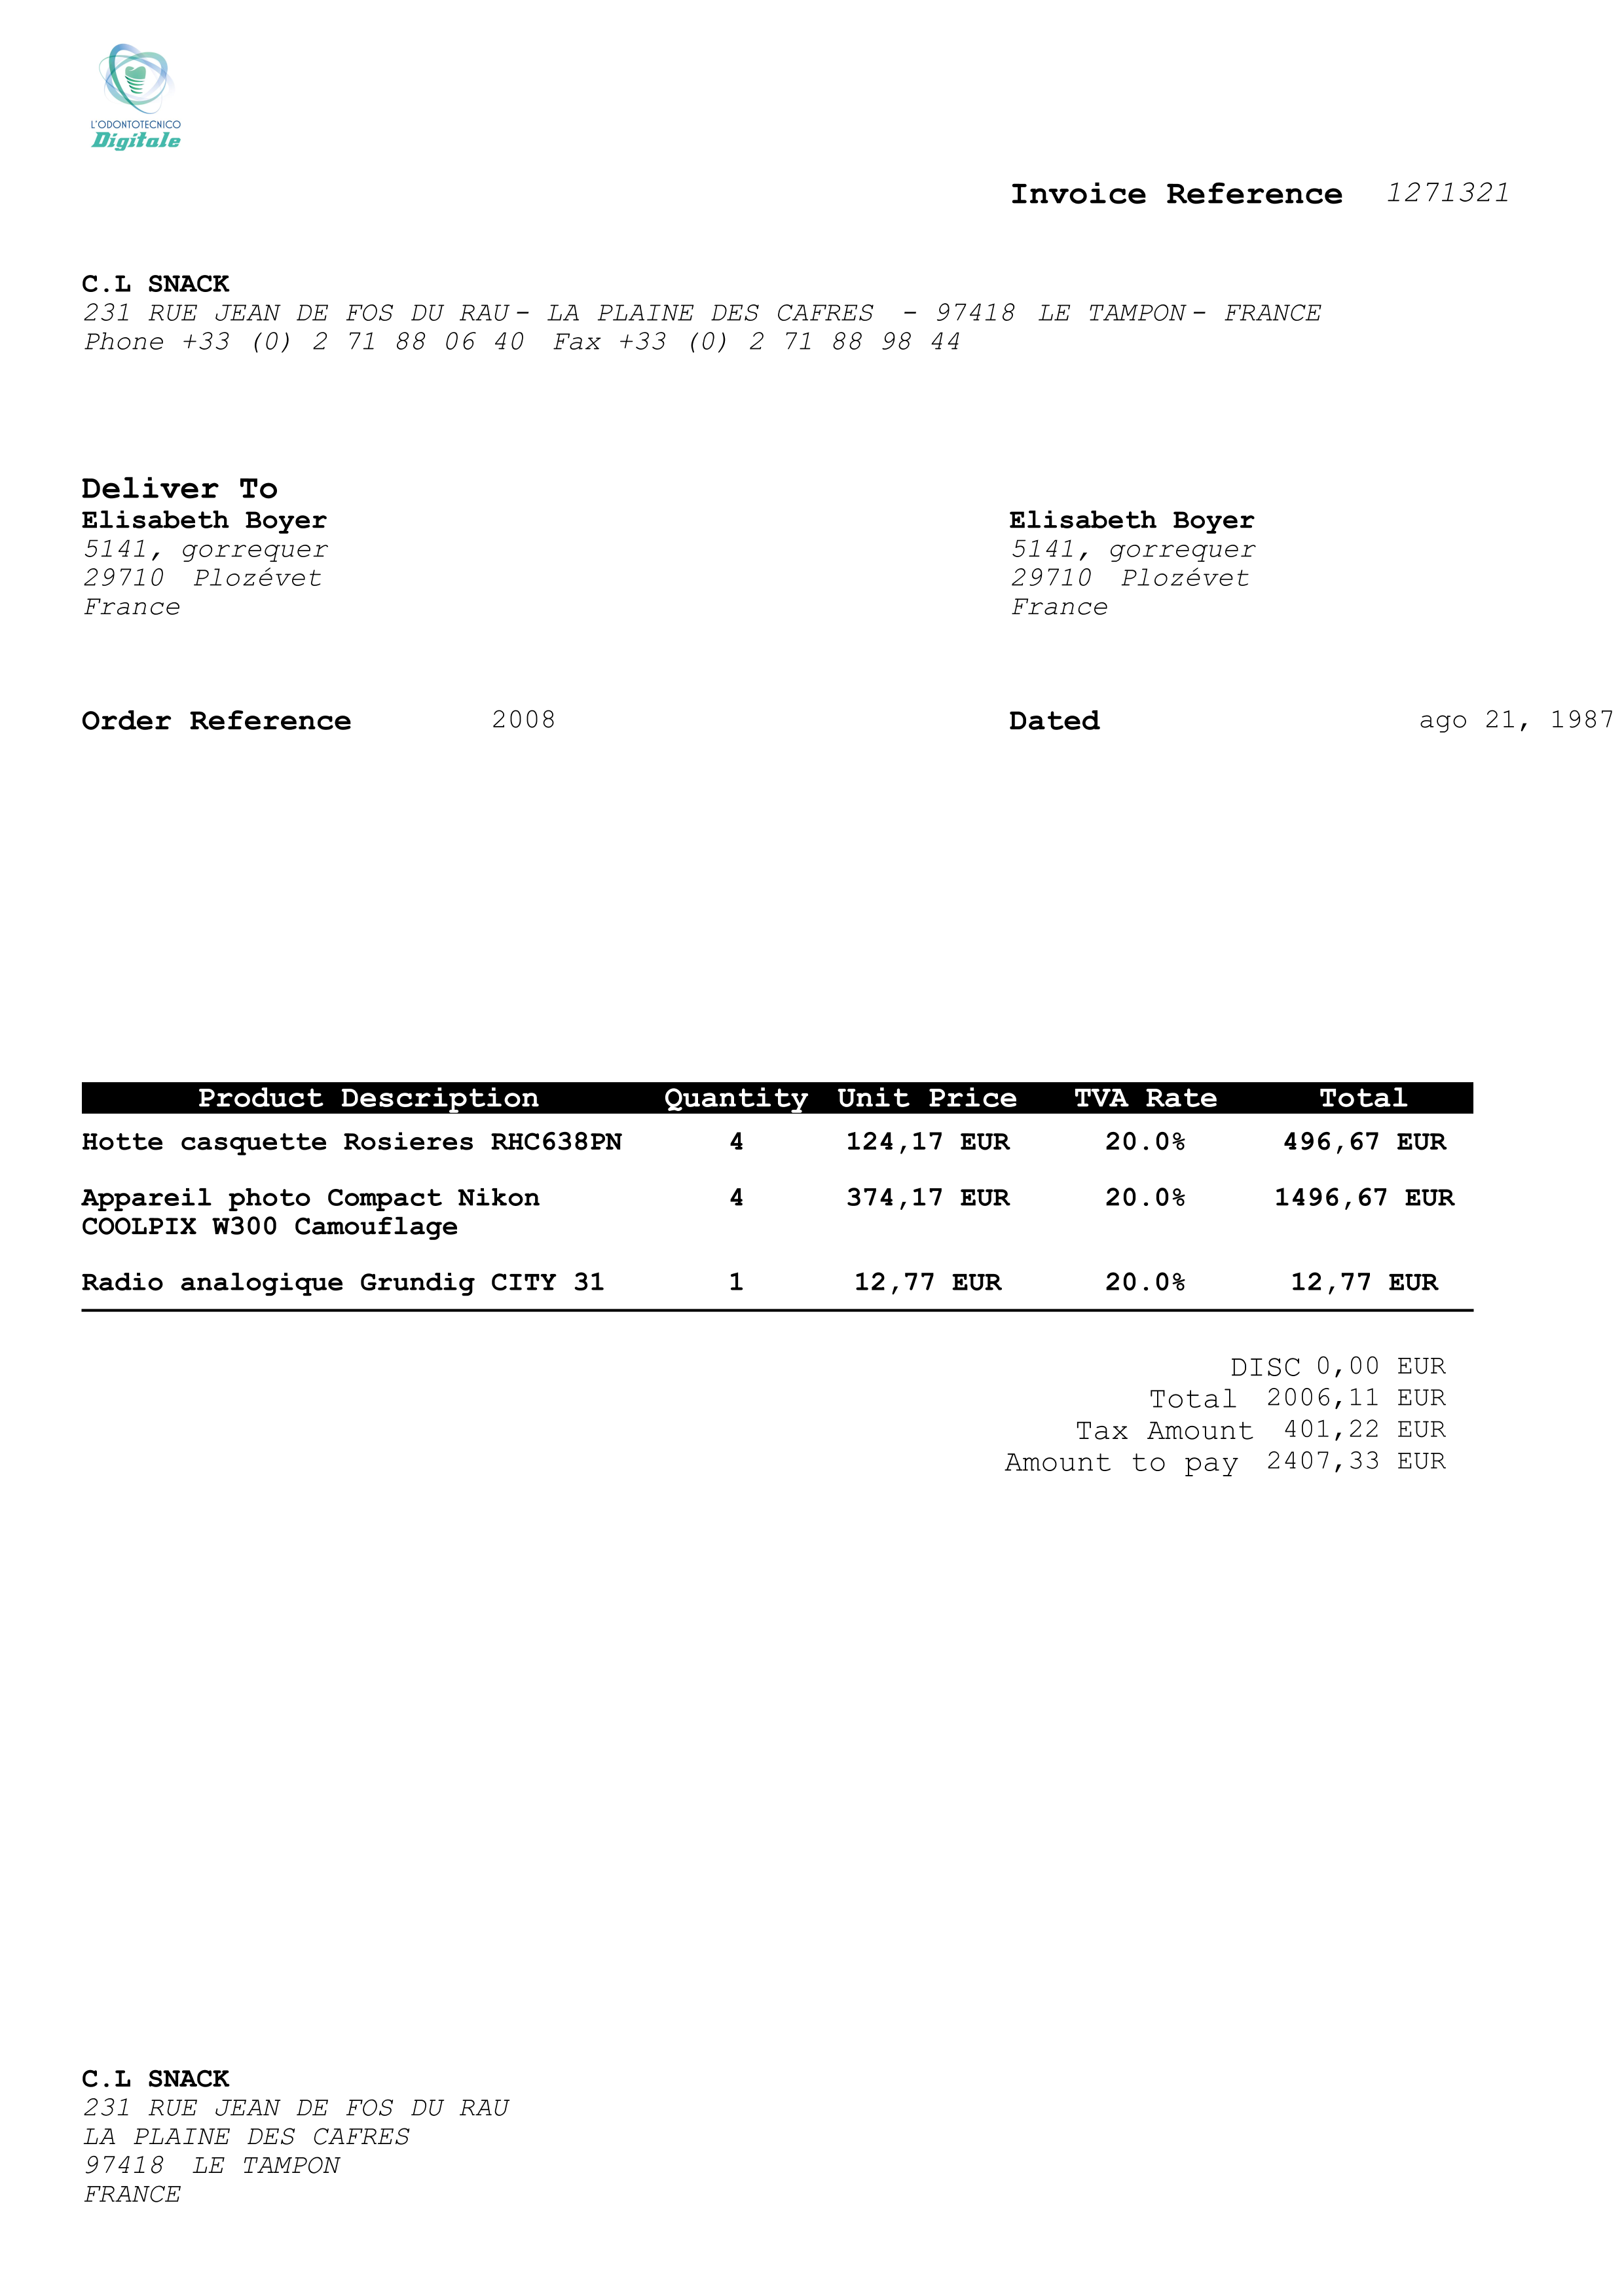 L'ODONTOTECNICO
Digitale
Invoice Reference 1271321
C.L SNACK
231 RUE JEAN DE FOS DU RAU - LA PLAINE DES CAFRES - 97418 LE TAMPON - FRANCE
Phone +33 (0) 2 71 88 06 40 Fax +33 (0) 2 71 88 98 44
Deliver To
Elisabeth Boyer Elisabeth Boyer
5141, gorrequer 5141, gorrequer
29710 Plozévet 29710 Plozévet
France France
Order Reference 2008 Dated ago 21, 1987
Product Description Quantity Unit Price TVA Rate Total
Hotte casquette Rosieres RHC638PN 4 124,17 EUR 20.0% 496,67 EUR
Appareil photo Compact Nikon 4 374,17 EUR 20.0% 1496,67 EUR
COOLPIX W300 Camouflage
Radio analogique Grundig CITY 31 1 12,77 EUR 20.0% 12,77 EUR
DISC 0,00 EUR
Total 2006,11 EUR
Tax Amount 401,22 EUR
Amount to pay 2407,33 EUR
C.L SNACK
231 RUE JEAN DE FOS DU RAU
LA PLAINE DES CAFRES
97418 LE TAMPON
FRANCE